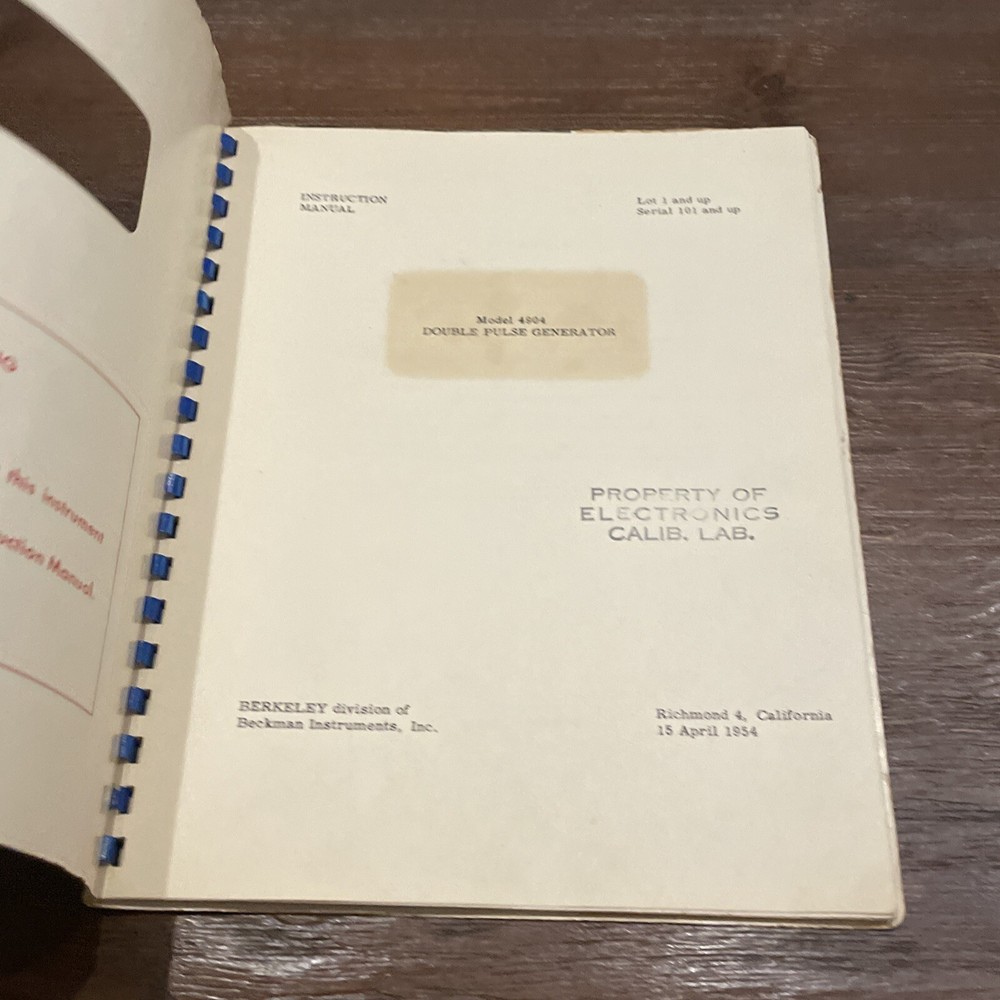 this instrument
Manual.
INSTRUCTION
MANUAL
Lot 1 and up
Serial 101 and up
Model 4904
DOUBLE PULSE GENERATOR
PROPERTY OF
ELECTRONICS
CALIB. LAB.
BERKELEY division of
Beckman Instruments, Inc.
Richmond 4, California
15 April 1954